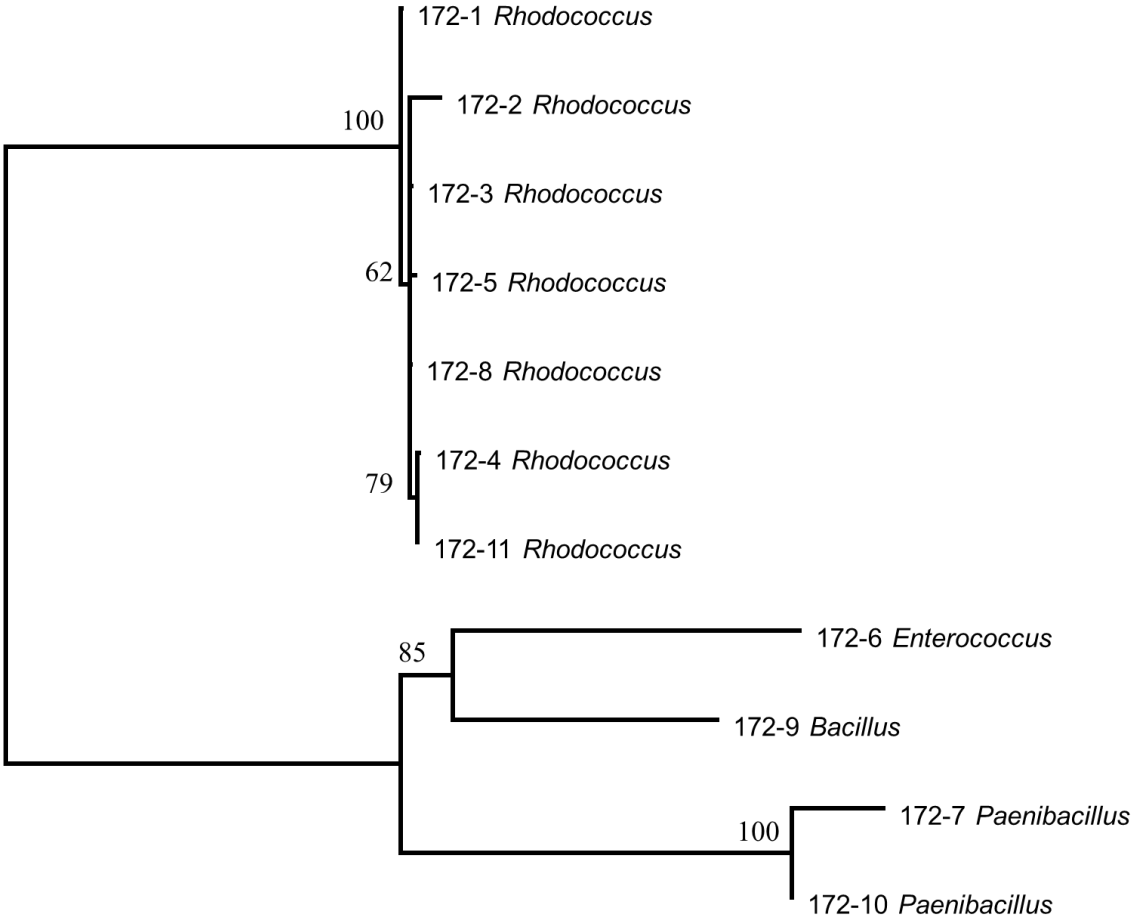 172-1 Rhodococcus
172-2 Rhodococcus
100
172-3 Rhodococcus
62
172-5 Rhodococcus
172-8 Rhodococcus
172-4 Rhodococcus
79
172-11 Rhodococcus
172-6 Enterococcus
85
172-9 Bacillus
172-7 Paenibacillus
100
172-10 Paenibacillus